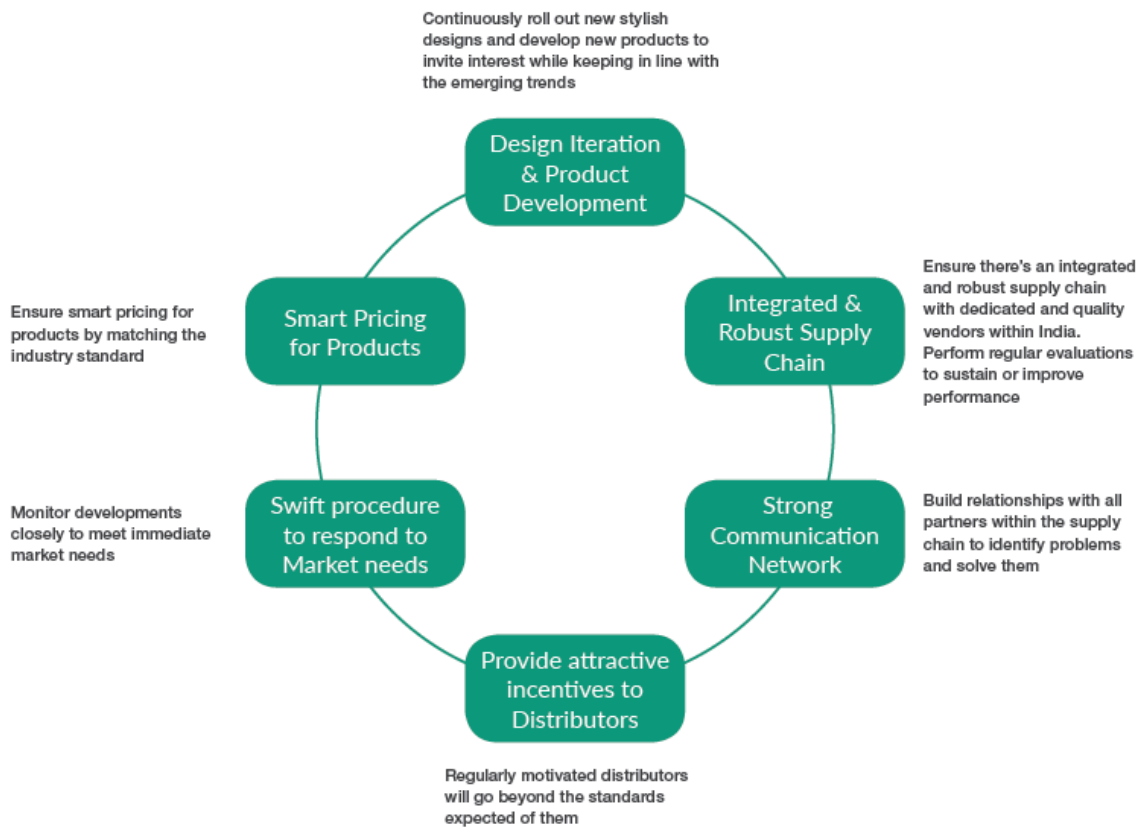 Continuously roll out new stylish
designs and develop new products to
invite interest while keeping in line with
the emerging trends
Design Iteration
& Product
Development
Ensure there's an integrated
and robust supply chain
with dedicated and quality
vendors within India.
Perform regular evaluations
to sustain or improve
performance
Integrated &
Robust Supply
Chain
Ensure smart pricing for
products by matching the
industry standard
Smart Pricing
for Products
Monitor developments
closely to meet immediate
market needs
Swift procedure
to respond to
Market needs
Strong
Communication
Network
Build relationships with all
partners within the supply
chain to identify problems
and solve them
Provide attractive
incentives to
Distributors
Regularly motivated distributors
will go beyond the standards
expected of them